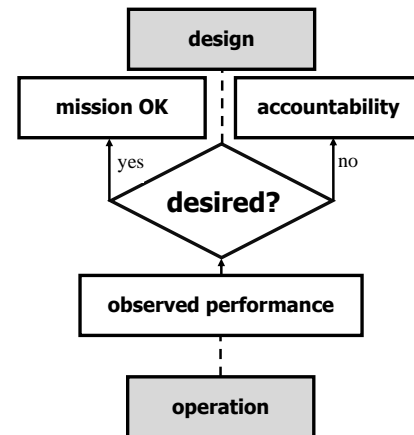 design
mission OK
accountability
yes
no
desired?
observed performance
operation